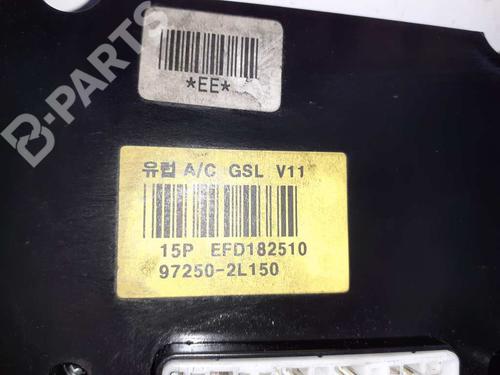 B-PARTS
*EE*
유럽 A/C GSL V11
15P EFD182510
97250-2L150